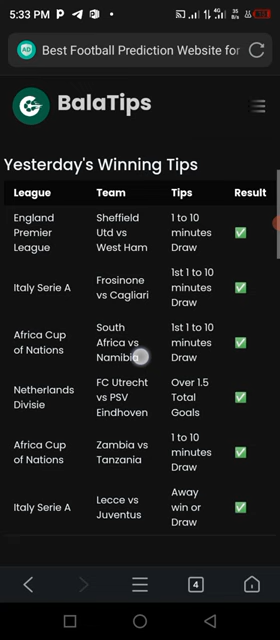 5:33 PM
4G
35
B/s
AD
Best Football Prediction Website for
BalaTips
Yesterday's Winning Tips
League Team Tips Result
England Premier League
Sheffield Utd vs West Ham
1 to 10 minutes Draw
Italy Serie A
Frosinone vs Cagliari
1st 1 to 10 minutes Draw
Africa Cup of Nations
South Africa vs Namibia
1st 1 to 10 minutes Draw
Netherlands Divisie
FC Utrecht vs PSV Eindhoven
Over 1.5 Total Goals
Africa Cup of Nations
Zambia vs Tanzania
1 to 10 minutes Draw
Italy Serie A
Lecce vs Juventus
Away win or Draw
4